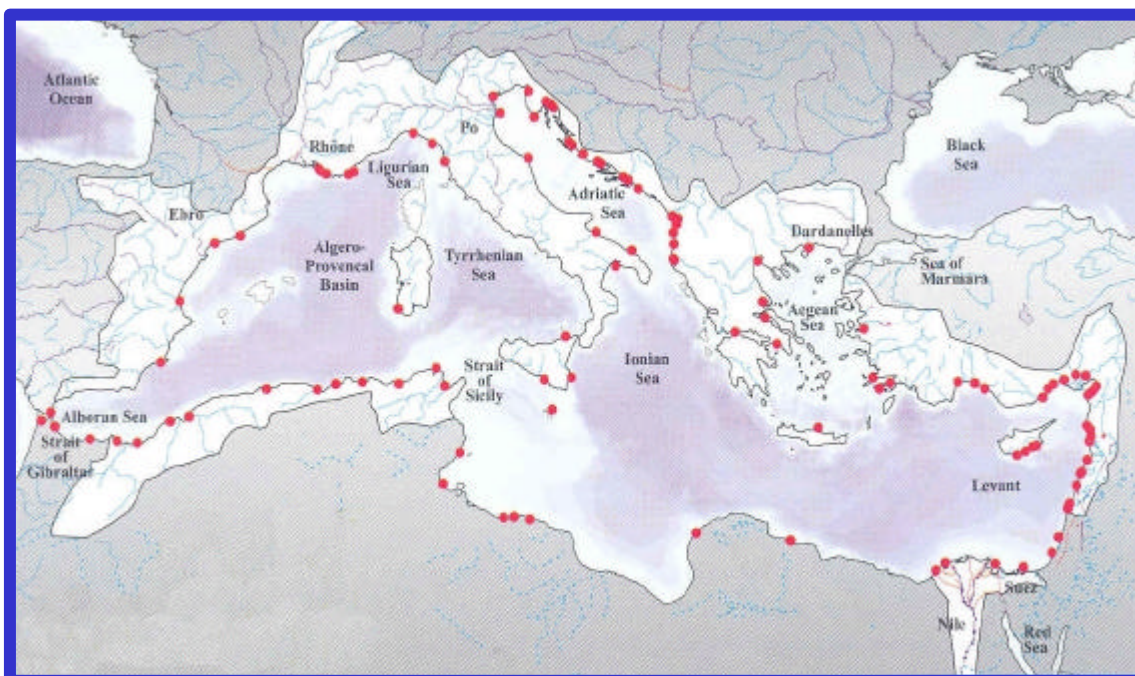 Atlantic
Ocean
Po
Rhône
Ligurian
Sea
Black
Sea
Ebro
Adriatic
Sea
Dardanelles
Algero-
Provencal
Basin
Tyrrhenian
Sea
Sea of
Marmara
Aegean
Sea
Ionian
Sea
Strait
of
Sicily
Alboran Sea
Strait
of
Gibraltar
Levant
Suez
Nile
Red
Sea